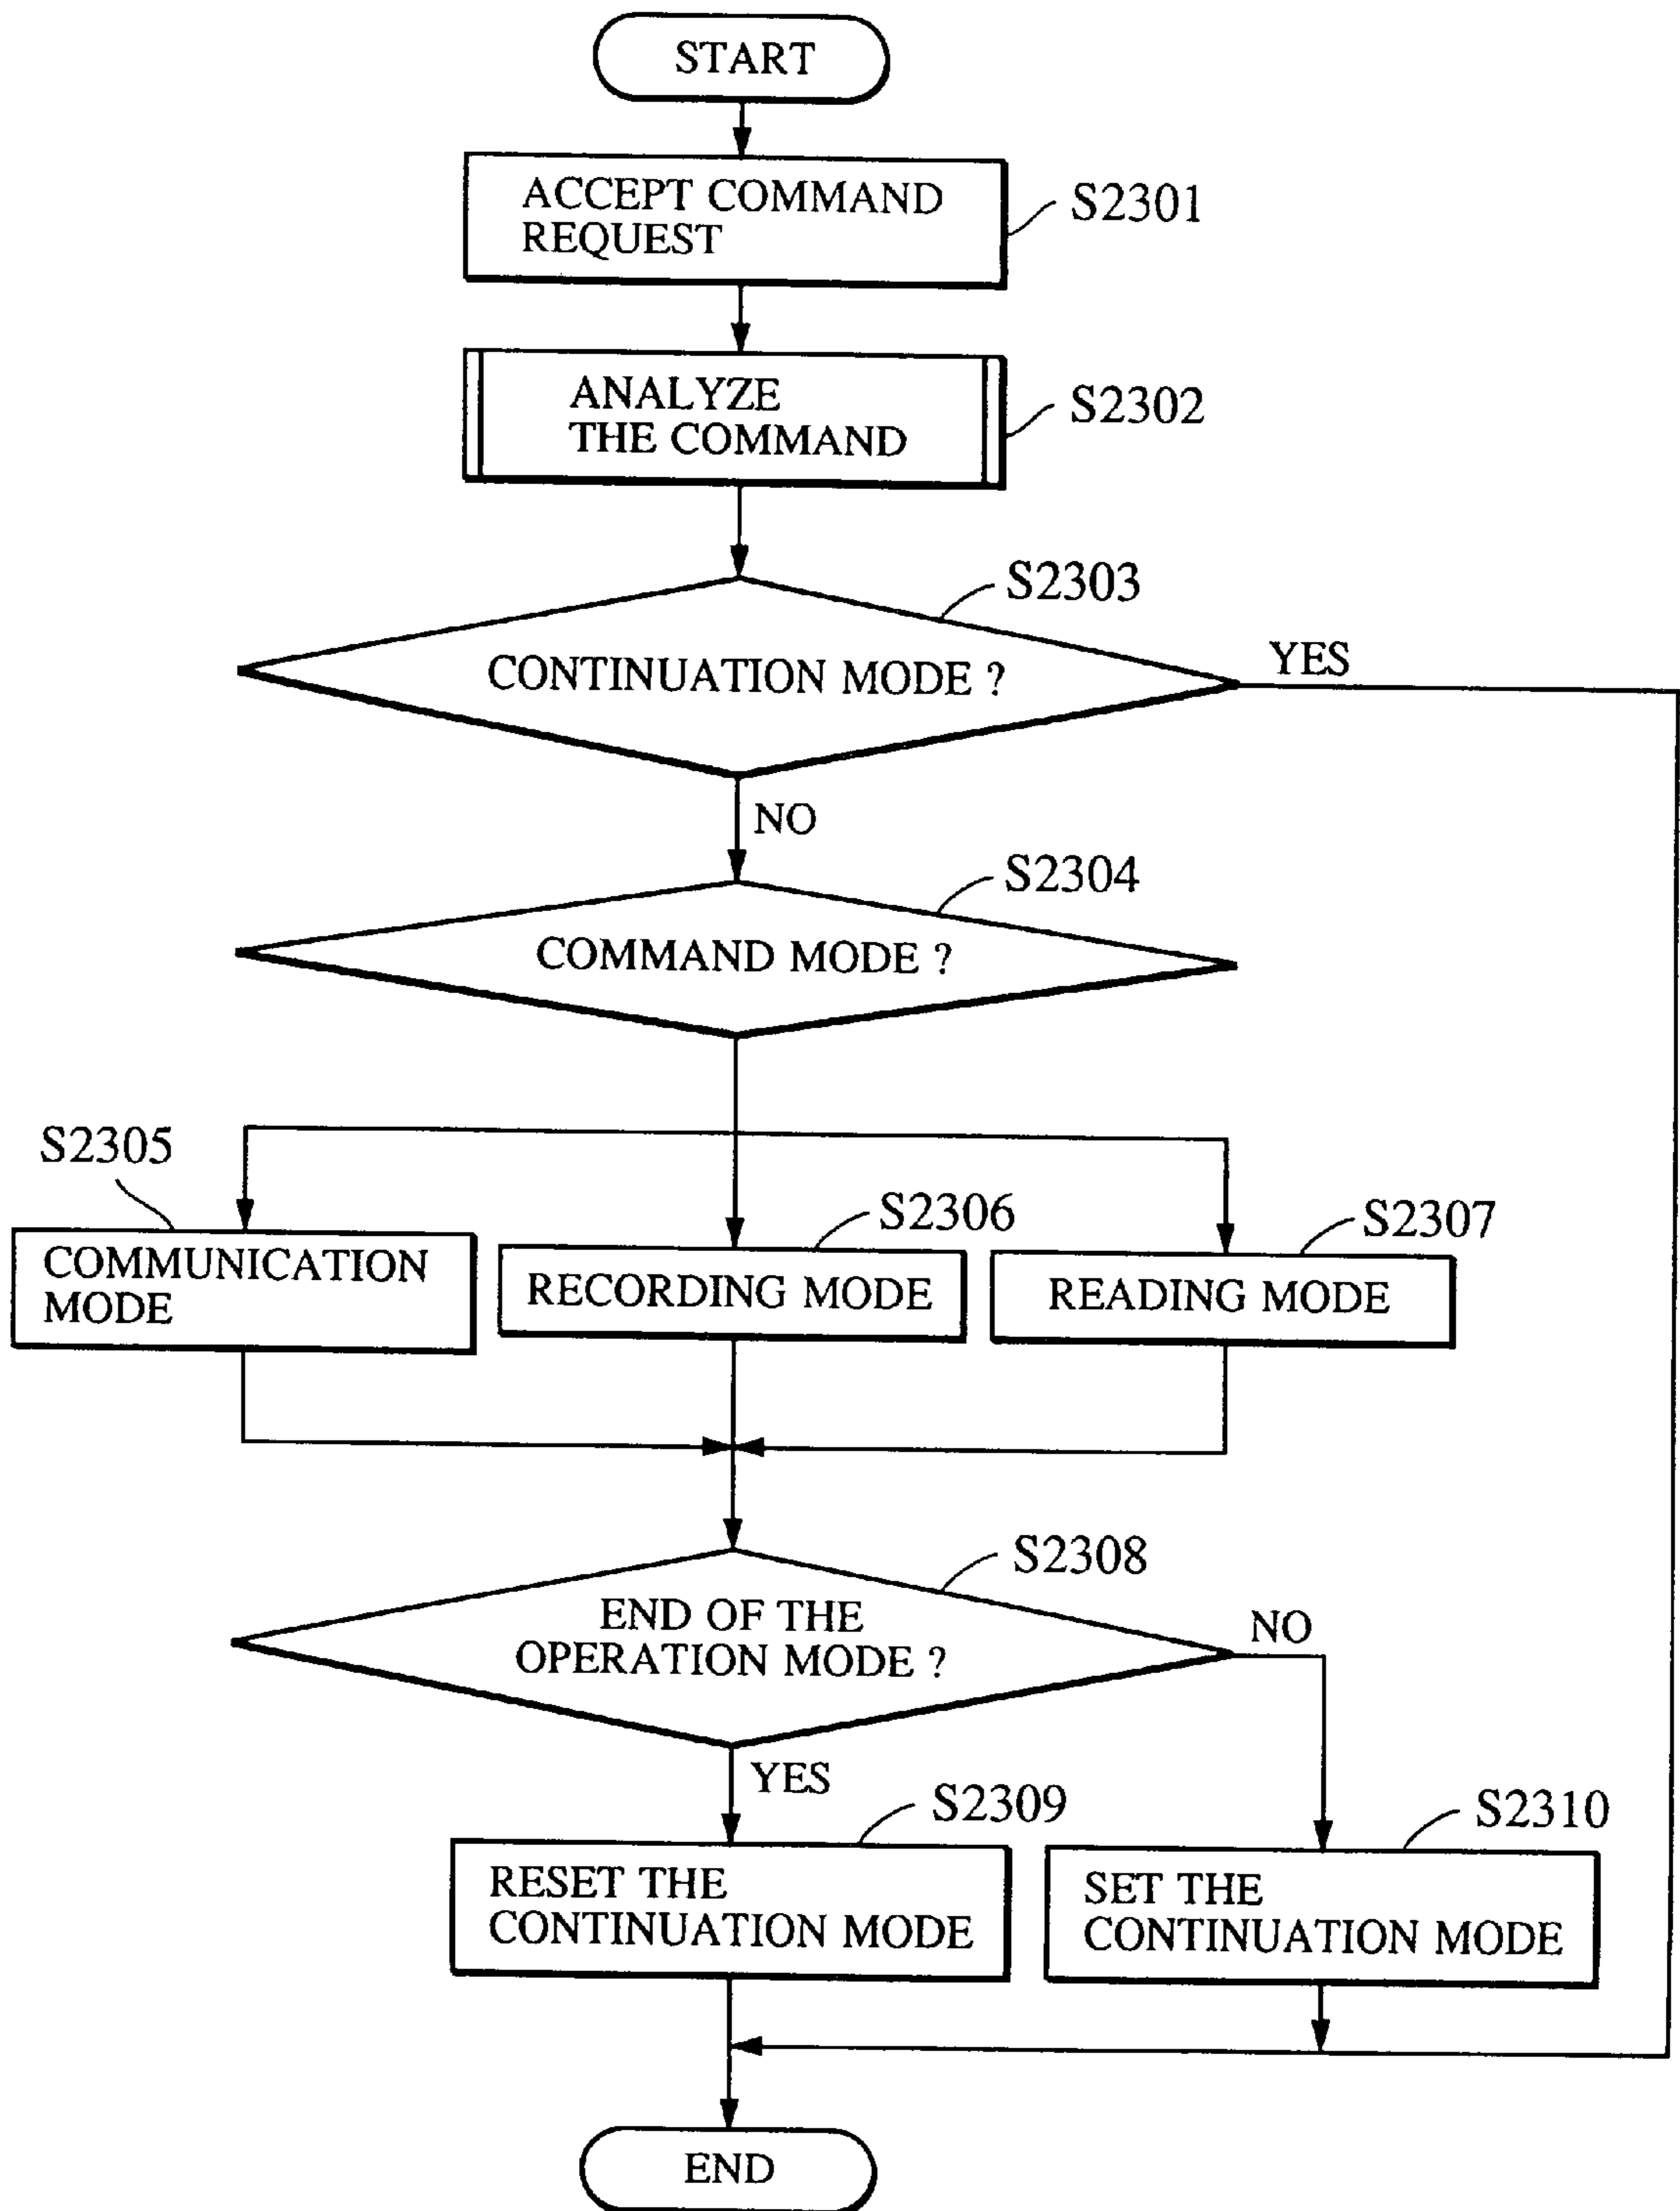 START
ACCEPT COMMAND
REQUEST
S2301
ANALYZE
THE COMMAND
S2302
S2303
CONTINUATION MODE ?
YES
NO
S2304
COMMAND MODE ?
S2305
COMMUNICATION
MODE
S2306
RECORDING MODE
S2307
READING MODE
S2308
END OF THE
OPERATION MODE ?
NO
YES
S2309
RESET THE
CONTINUATION MODE
S2310
SET THE
CONTINUATION MODE
END